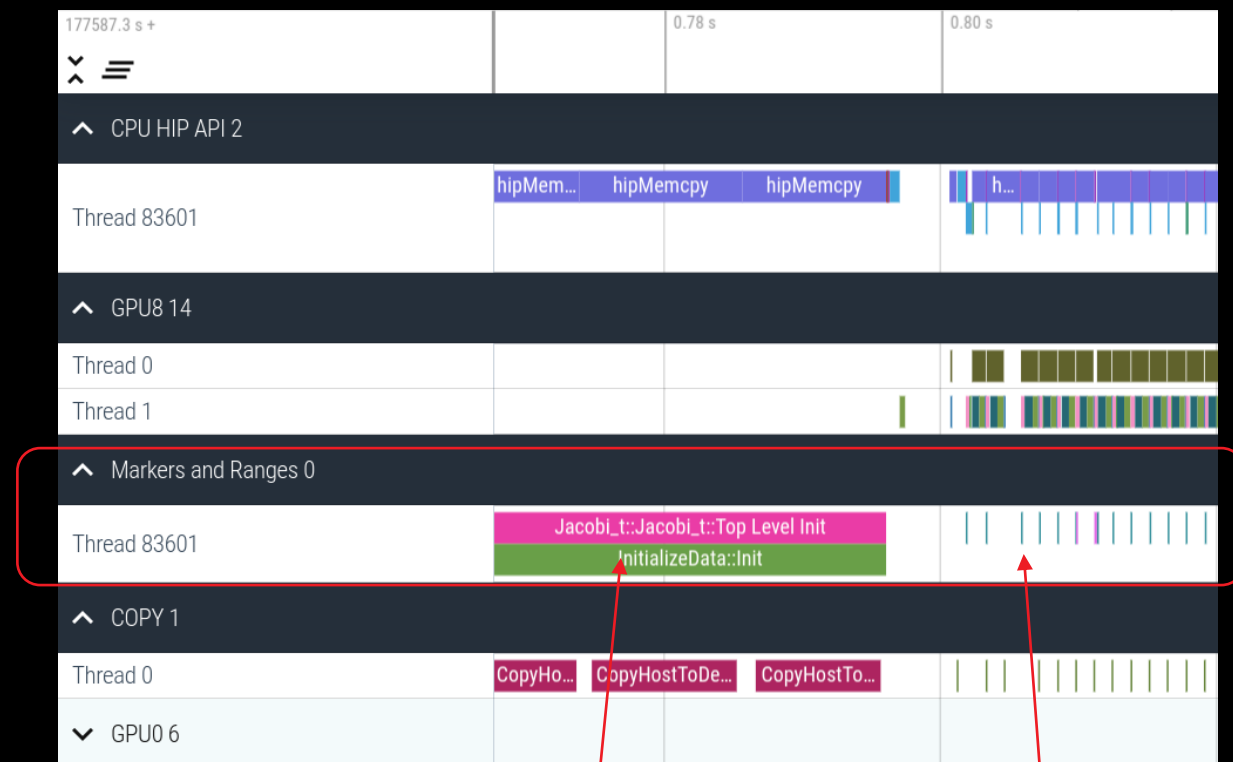 177587.3 s +
0.78 s
0.80 s
CPU HIP API 2
Thread 83601
hipMem...
hipMemcpy
hipMemcpy
h...
GPU8 14
Thread 0
Thread 1
Markers and Ranges 0
Thread 83601
Jacobi_t::Jacobi_t::Top Level Init
InitializeData::Init
COPY 1
Thread 0
CopyHo...
CopyHostToDe...
CopyHostTo...
GPU0 6